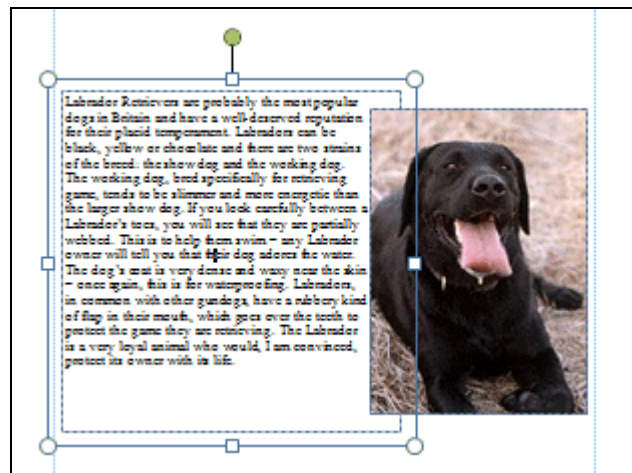 Labrador Retrievers are probably the most popular
dogs in Britain and have a well-deserved reputation
for their placid temperament. Labradors can be
black, yellow or chocolate and there are two strains
of the breed: the show dog and the working dog.
The working dog, bred specifically for retrieving
game, tends to be slimmer and more energetic than
the larger show dog. If you look carefully between a
Labrador's toes, you will see that they are partially
webbed. This is to help them swim – any Labrador
owner will tell you that their dog adores the water.
The dog's coat is very dense and waxy near the skin
– once again, this is for waterproofing. Labradors,
in common with other gundogs, have a rubbery kind
of flap in their mouth, which goes over the teeth to
protect the game they are retrieving. The Labrador
is a very loyal animal who would, I am convinced,
protect its owner with its life.